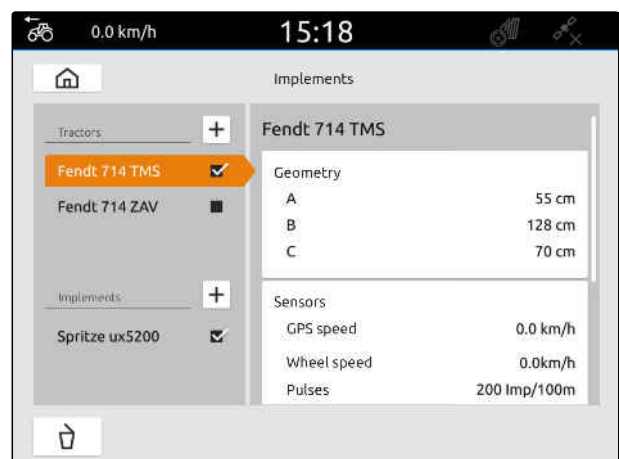 0.0 km/h 15:18
Implements
Tractors
Fendt 714 TMS
Fendt 714 ZAV
Implements
Spritze ux5200
Fendt 714 TMS
Geometry
A 55 cm
B 128 cm
C 70 cm
Sensors
GPS speed 0.0 km/h
Wheel speed 0.0km/h
Pulses 200 Imp/100m